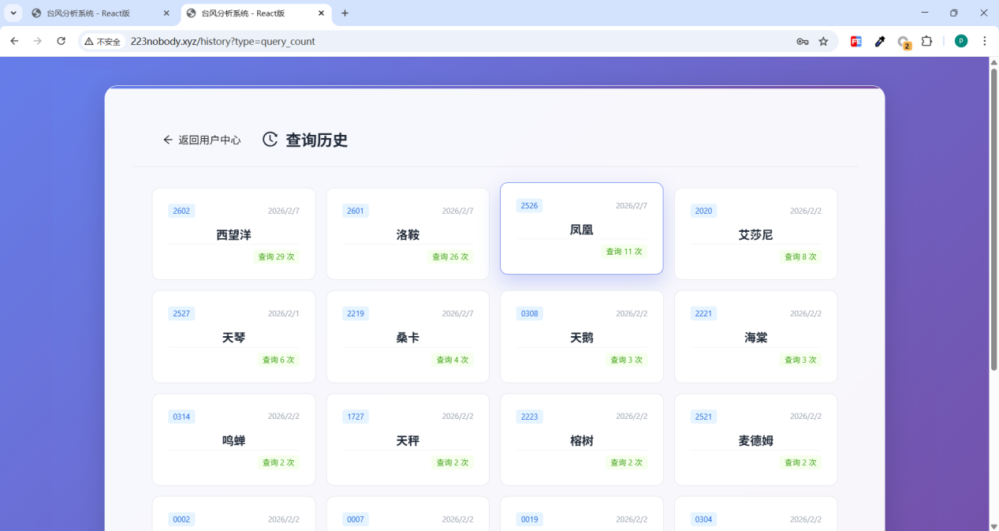 台风分析系统 - React版
台风分析系统 - React版
不安全
223nobody.xyz/history?type=query_count
FE
2
P
返回用户中心
查询历史
2602 2026/2/7
西望洋
查询 29 次
2601 2026/2/7
洛鞍
查询 26 次
2526 2026/2/7
凤凰
查询 11 次
2020 2026/2/2
艾莎尼
查询 8 次
2527 2026/2/1
天琴
查询 6 次
2219 2026/2/7
桑卡
查询 4 次
0308 2026/2/2
天鹅
查询 3 次
2221 2026/2/2
海棠
查询 3 次
0314 2026/2/2
鸣蝉
查询 2 次
1727 2026/2/2
天秤
查询 2 次
2223 2026/2/2
榕树
查询 2 次
2521 2026/2/2
麦德姆
查询 2 次
0002 2026/2/2
0007 2026/2/2
0019 2026/2/2
0304 2026/2/2